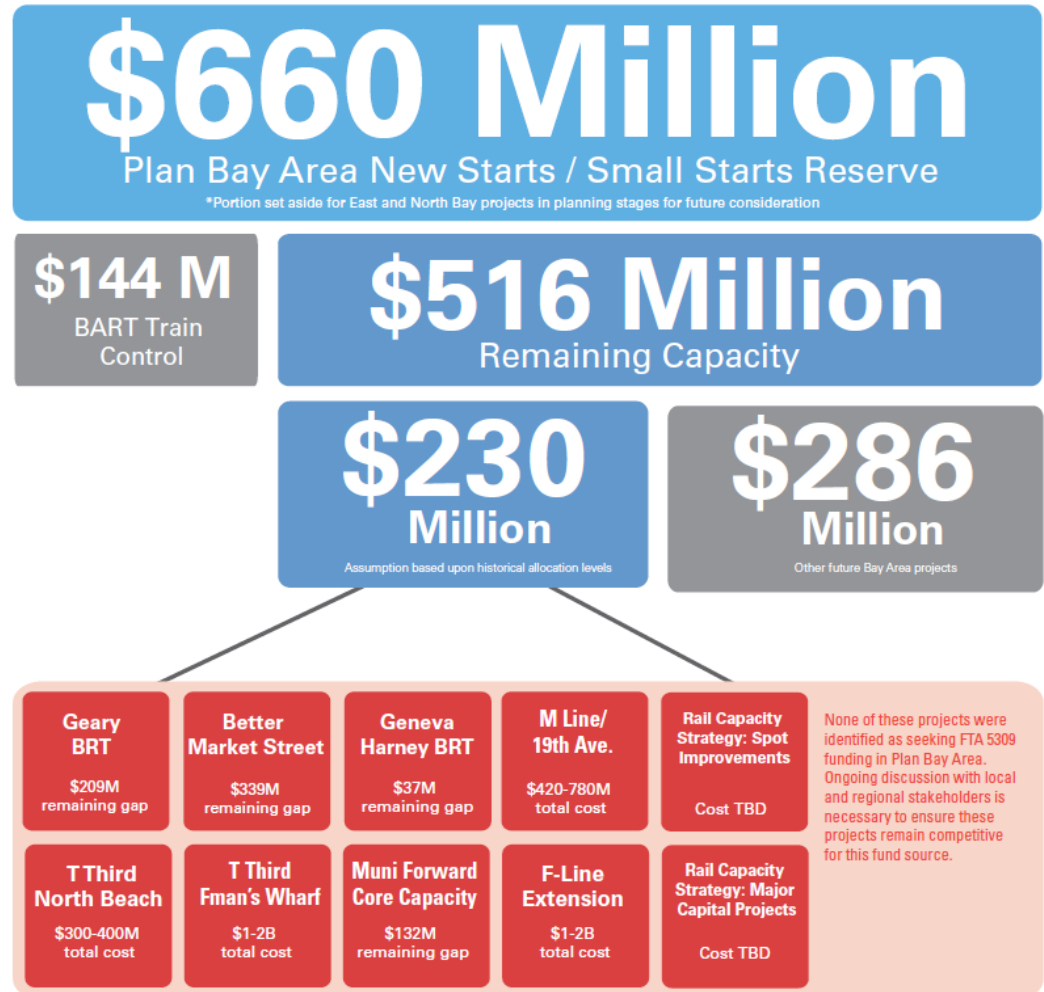 $660 Million
Plan Bay Area New Starts / Small Starts Reserve
*Portion set aside for East and North Bay projects in planning stages for future consideration
$144 M
BART Train
Control
$516 Million
Remaining Capacity
$230
Million
Assumption based upon historical allocation levels
$286
Million
Other future Bay Area projects
Geary
BRT
$209M
remaining gap
Better
Market Street
$339M
remaining gap
Geneva
Harney BRT
$37M
remaining gap
M Line/
19th Ave.
$420-780M
total cost
Rail Capacity
Strategy: Spot
Improvements
Cost TBD
None of these projects were
identified as seeking FTA 5309
funding in Plan Bay Area.
Ongoing discussion with local
and regional stakeholders is
necessary to ensure these
projects remain competitive
for this fund source.
T Third
North Beach
$300-400M
total cost
T Third
Fman's Wharf
$1-2B
total cost
Muni Forward
Core Capacity
$132M
remaining gap
F-Line
Extension
$1-2B
total cost
Rail Capacity
Strategy: Major
Capital Projects
Cost TBD